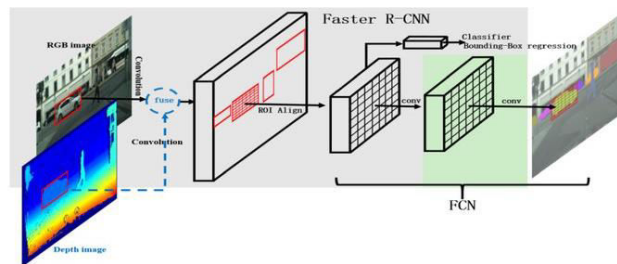 Faster R-CNN
RGB image
Convolution
fuse
Convolution
Depth image
ROI Align
Classifier
Bounding-Box regression
conv
conv
FCN